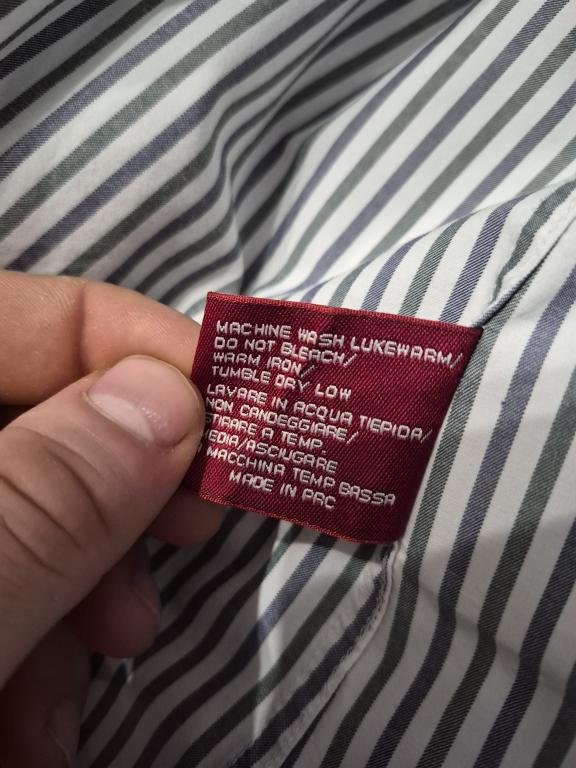 MACHINE WASH LUKEWARM/
DO NOT BLEACH/
WARM IRON/
TUMBLE DRY LOW
LAVARE IN ACQUA TIEPIDA/
NON CANDEGGIARE/
STIRARE A TEMP.
MEDIA/ASCIUGARE
MACCHINA TEMP BASSA
MADE IN PRC